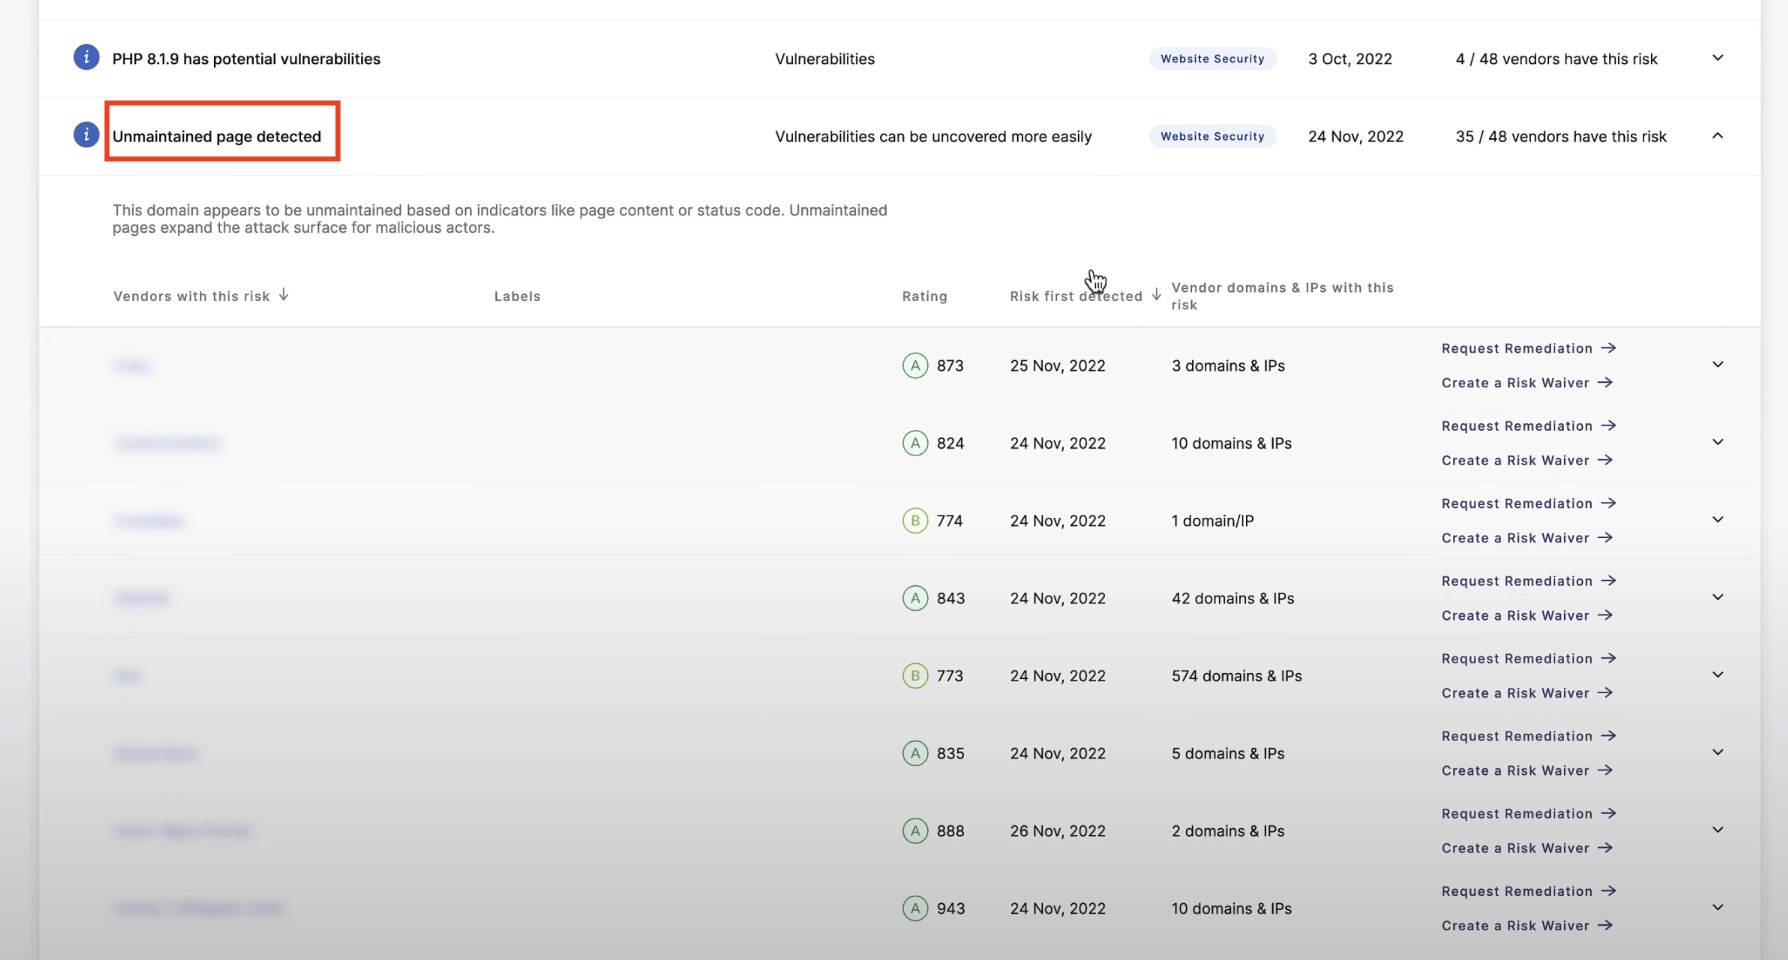 PHP 8.1.9 has potential vulnerabilities Vulnerabilities Website Security 3 Oct, 2022 4 / 48 vendors have this risk
Unmaintained page detected Vulnerabilities can be uncovered more easily Website Security 24 Nov, 2022 35 / 48 vendors have this risk
This domain appears to be unmaintained based on indicators like page content or status code. Unmaintained
pages expand the attack surface for malicious actors.
Vendors with this risk ↓ Labels Rating Risk first detected ↓ Vendor domains & IPs with this
risk
A 873 25 Nov, 2022 3 domains & IPs Request Remediation →
Create a Risk Waiver →
A 824 24 Nov, 2022 10 domains & IPs Request Remediation →
Create a Risk Waiver →
B 774 24 Nov, 2022 1 domain/IP Request Remediation →
Create a Risk Waiver →
A 843 24 Nov, 2022 42 domains & IPs Request Remediation →
Create a Risk Waiver →
B 773 24 Nov, 2022 574 domains & IPs Request Remediation →
Create a Risk Waiver →
A 835 24 Nov, 2022 5 domains & IPs Request Remediation →
Create a Risk Waiver →
A 888 26 Nov, 2022 2 domains & IPs Request Remediation →
Create a Risk Waiver →
A 943 24 Nov, 2022 10 domains & IPs Request Remediation →
Create a Risk Waiver →